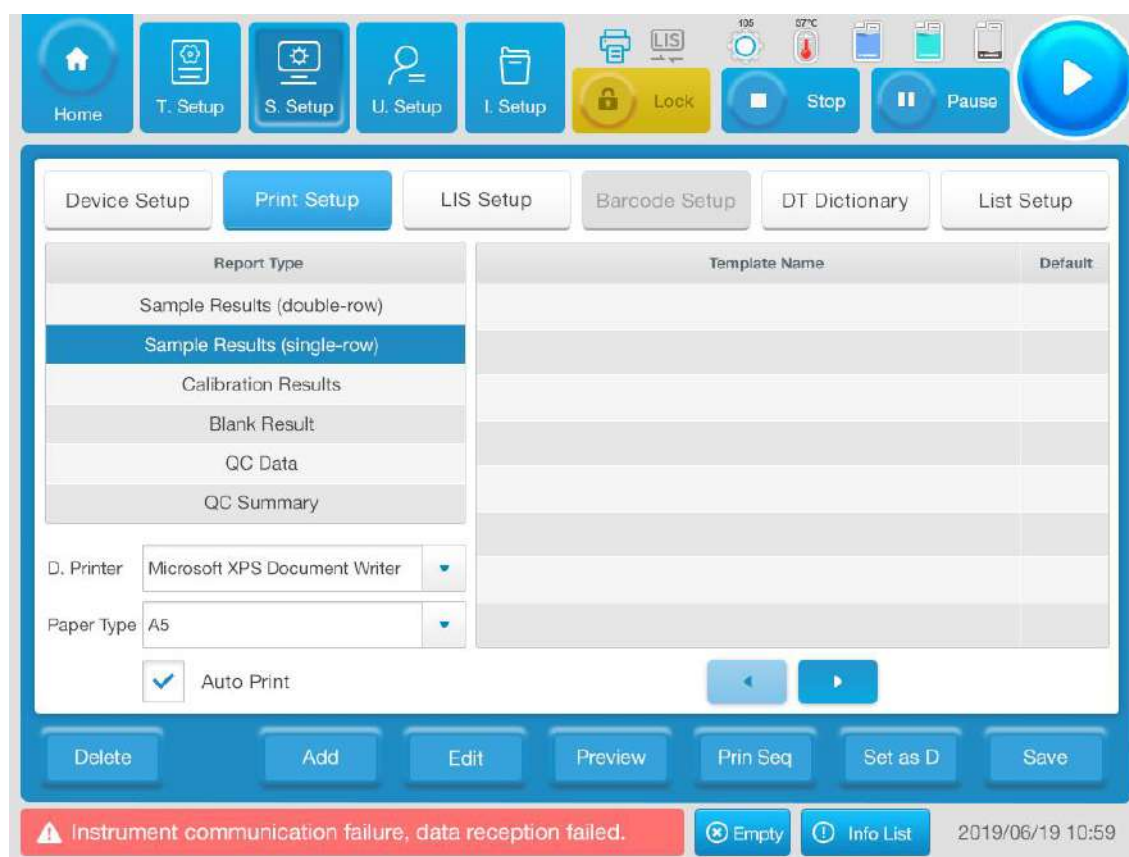 105 37°C
LIS
Home T. Setup S. Setup U. Setup I. Setup Lock Stop Pause
Device Setup Print Setup LIS Setup Barcode Setup DT Dictionary List Setup
Report Type Template Name Default
Sample Results (double-row)
Sample Results (single-row)
Calibration Results
Blank Result
QC Data
QC Summary
D. Printer Microsoft XPS Document Writer
Paper Type A5
Auto Print
Delete Add Edit Preview Prin Seq Set as D Save
Instrument communication failure, data reception failed. Empty Info List 2019/06/19 10:59